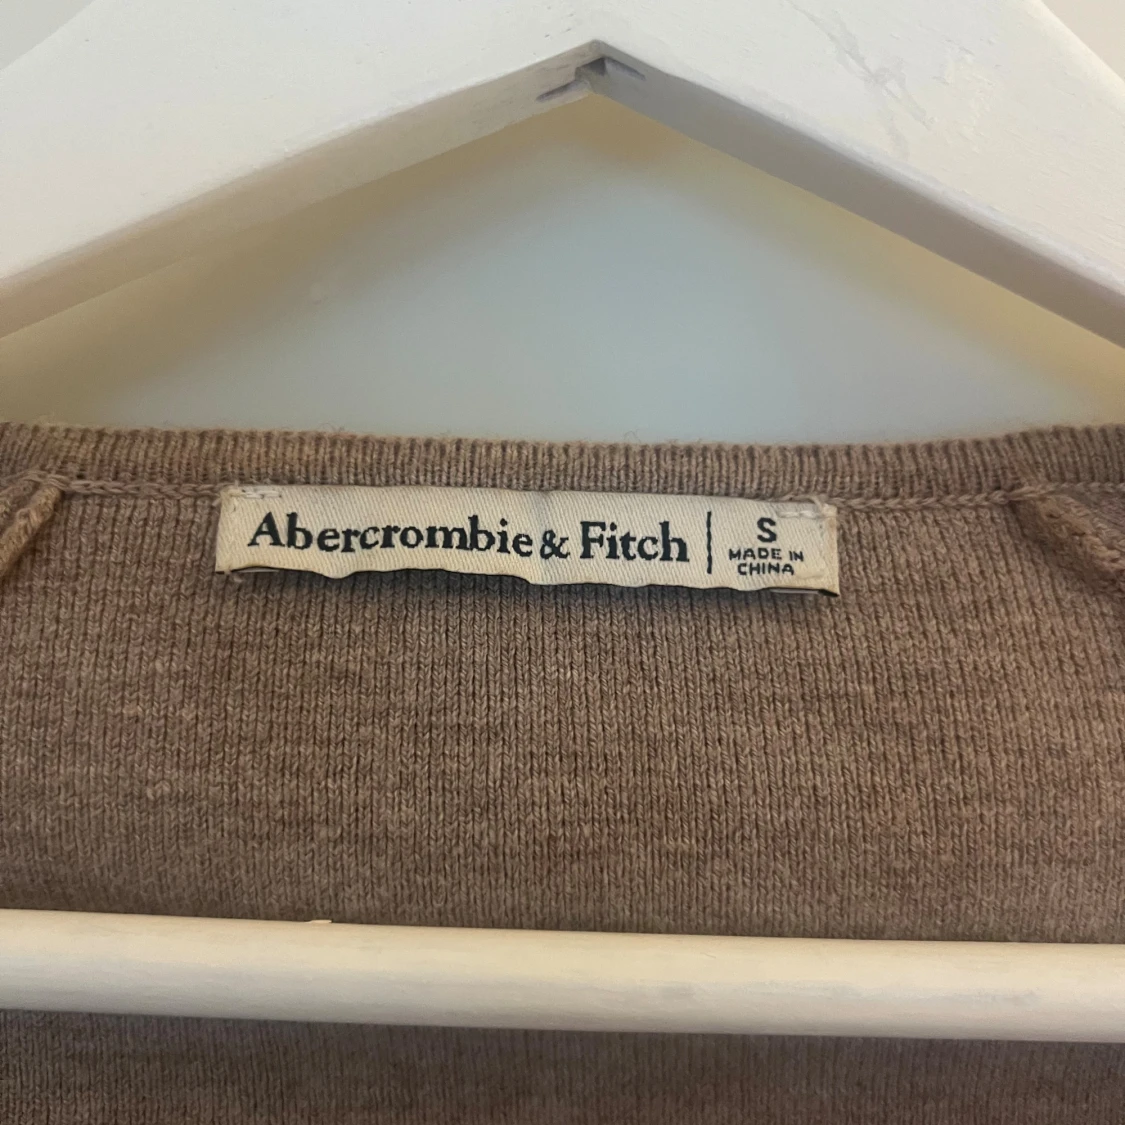 Abercrombie & Fitch | S
MADE IN
CHINA